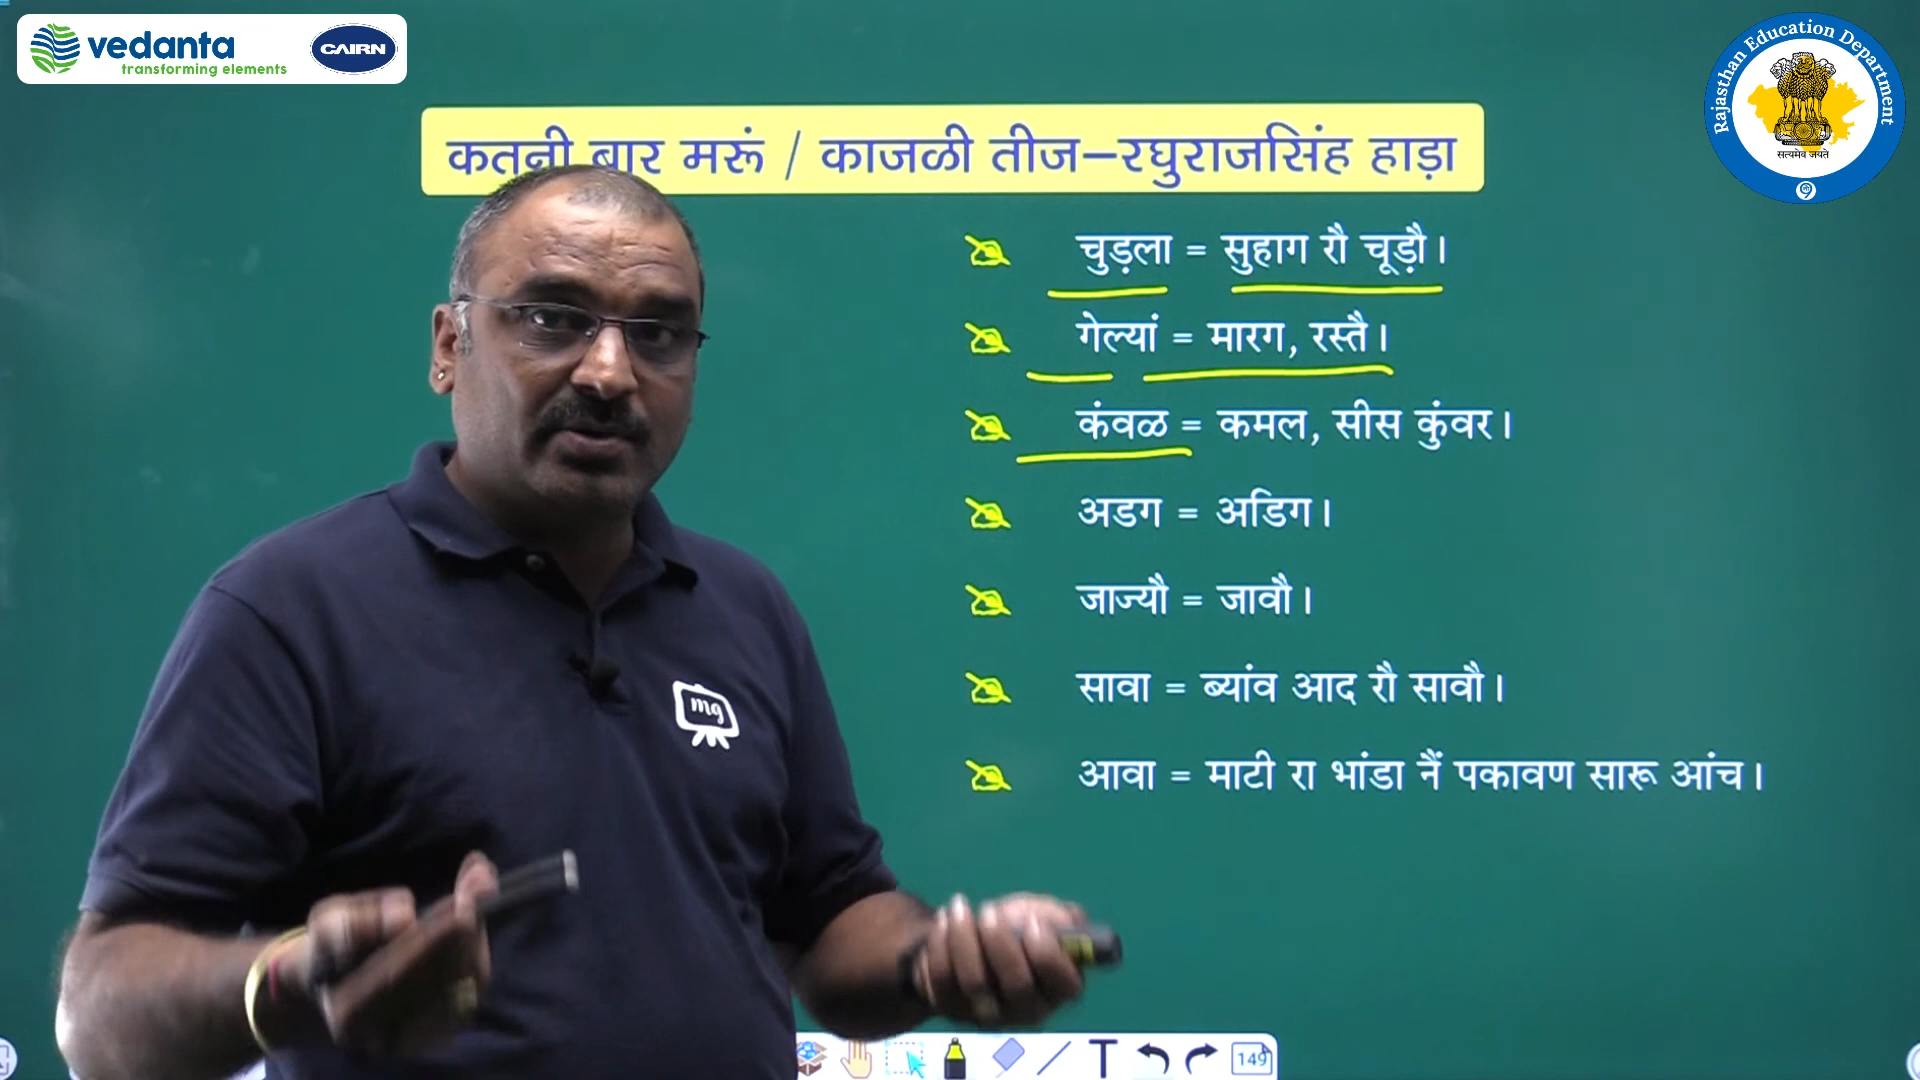 vedanta
transforming elements
CAIRN
Rajasthan Education Department
सत्यमेव जयते
कतनी बार मरूं / काजळी तीज–रघुराजसिंह हाड़ा
चुड़ला = सुहाग रौ चूड़ौ।
गेल्यां = मारग, रस्तै।
कंवळ = कमल, सीस कुंवर।
अडग = अडिग।
जाज्यौ = जावौ।
सावा = ब्यांव आद रौ सावौ।
आवा = माटी रा भांडा नैं पकावण सारू आंच।
mg
T
149